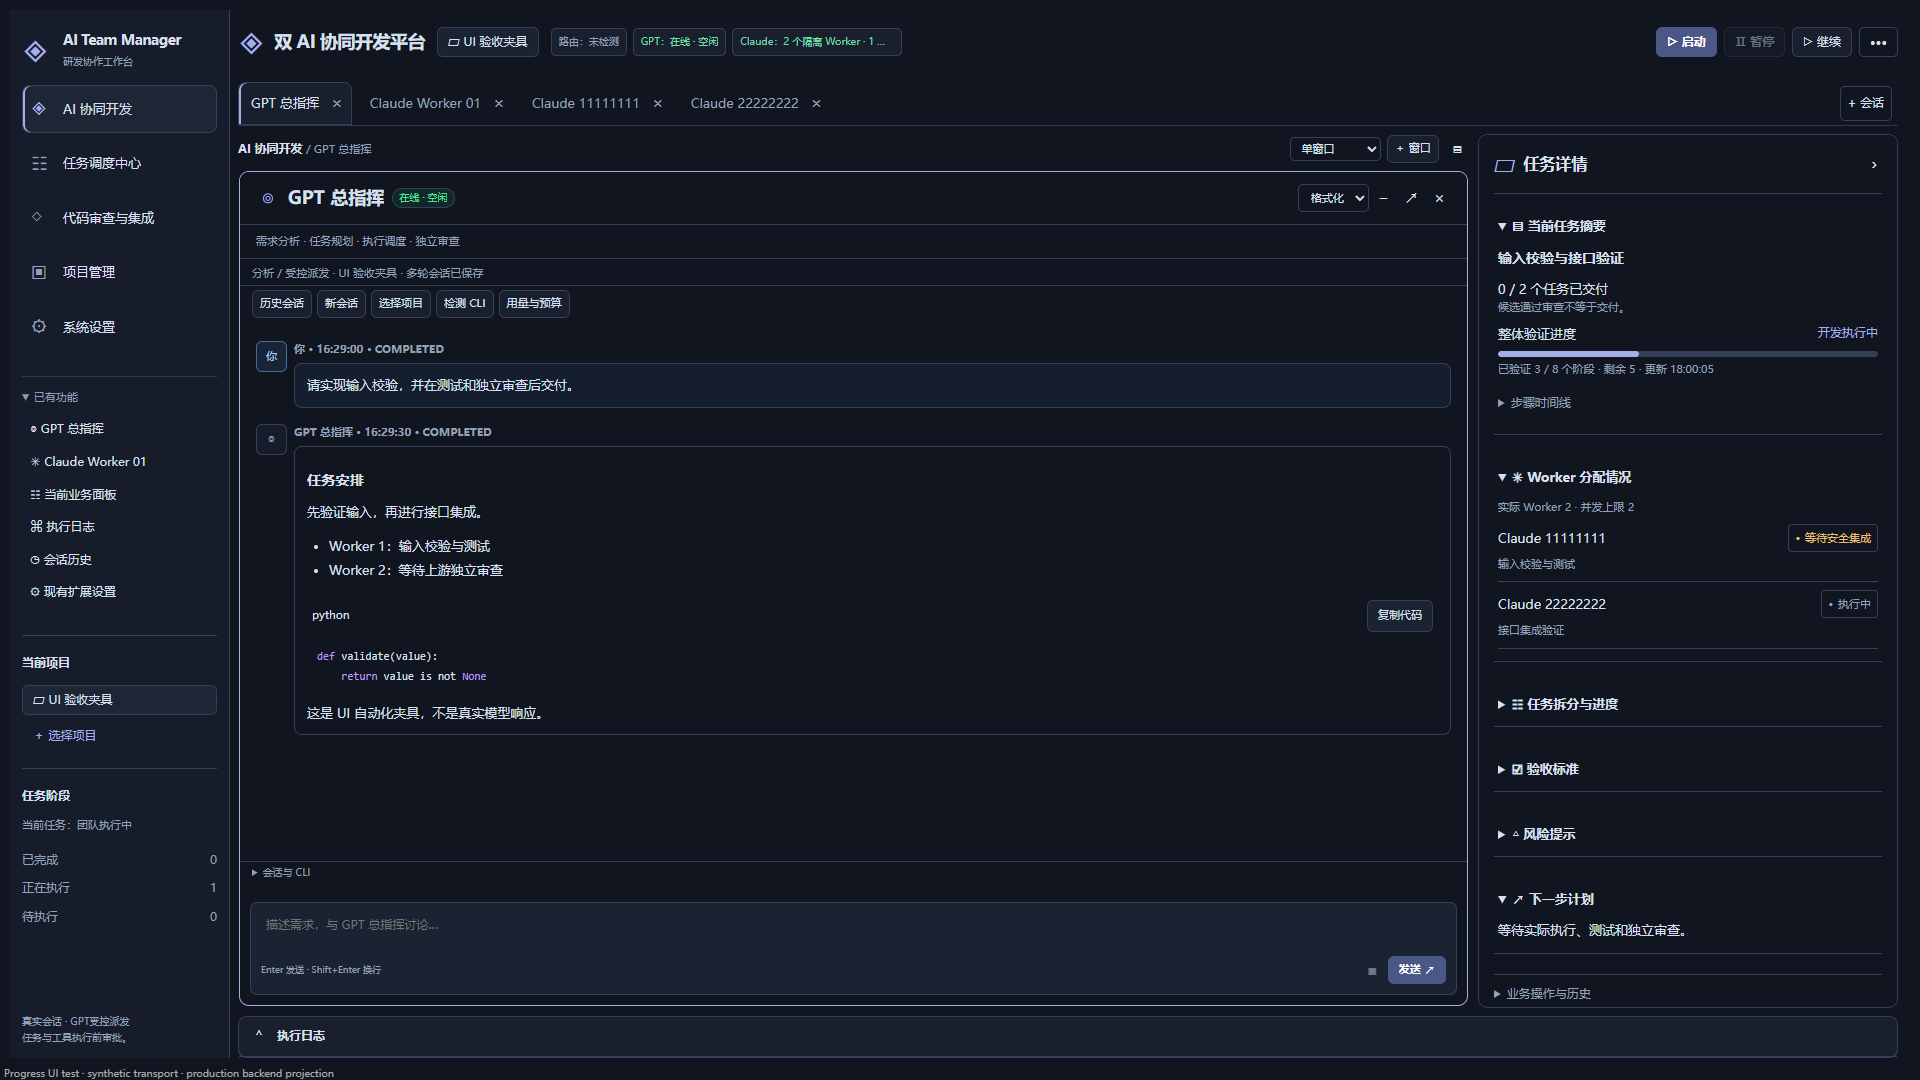 AI Team Manager
研发协作工作台
AI 协同开发
任务调度中心
代码审查与集成
项目管理
系统设置
▼ 已有功能
GPT 总指挥
Claude Worker 01
当前业务面板
⌘ 执行日志
会话历史
现有扩展设置
当前项目
UI 验收夹具
+ 选择项目
任务阶段
当前任务：团队执行中
已完成 0
正在执行 1
待执行 0
真实会话 · GPT受控派发
任务与工具执行前审批。
双 AI 协同开发平台
UI 验收夹具
路由：未检测
GPT：在线 · 空闲
Claude：2 个隔离 Worker · 1 ...
▷ 启动
暂停
▷ 继续
•••
GPT 总指挥 ×
Claude Worker 01 ×
Claude 11111111 ×
Claude 22222222 ×
+ 会话
AI 协同开发 / GPT 总指挥
单窗口
+ 窗口
GPT 总指挥
在线 · 空闲
格式化
需求分析 · 任务规划 · 执行调度 · 独立审查
分析 / 受控派发 · UI 验收夹具 · 多轮会话已保存
历史会话
新会话
选择项目
检测 CLI
用量与预算
你
你 • 16:29:00 • COMPLETED
请实现输入校验，并在测试和独立审查后交付。
GPT 总指挥 • 16:29:30 • COMPLETED
任务安排
先验证输入，再进行接口集成。
• Worker 1：输入校验与测试
• Worker 2：等待上游独立审查
python
复制代码
def validate(value):
return value is not None
这是 UI 自动化夹具，不是真实模型响应。
▶ 会话与 CLI
描述需求，与 GPT 总指挥讨论...
Enter 发送 · Shift+Enter 换行
发送 ↗
^ 执行日志
任务详情 ›
▼ 当前任务摘要
输入校验与接口验证
0 / 2 个任务已交付
候选通过审查不等于交付。
整体验证进度
开发执行中
已验证 3 / 8 个阶段 · 剩余 5 · 更新 18:00:05
▶ 步骤时间线
▼ Worker 分配情况
实际 Worker 2 · 并发上限 2
Claude 11111111
• 等待安全集成
输入校验与测试
Claude 22222222
• 执行中
接口集成验证
▶ 任务拆分与进度
▶ ☑ 验收标准
▶ 风险提示
▼ ↗ 下一步计划
等待实际执行、测试和独立审查。
▶ 业务操作与历史
Progress UI test · synthetic transport · production backend projection